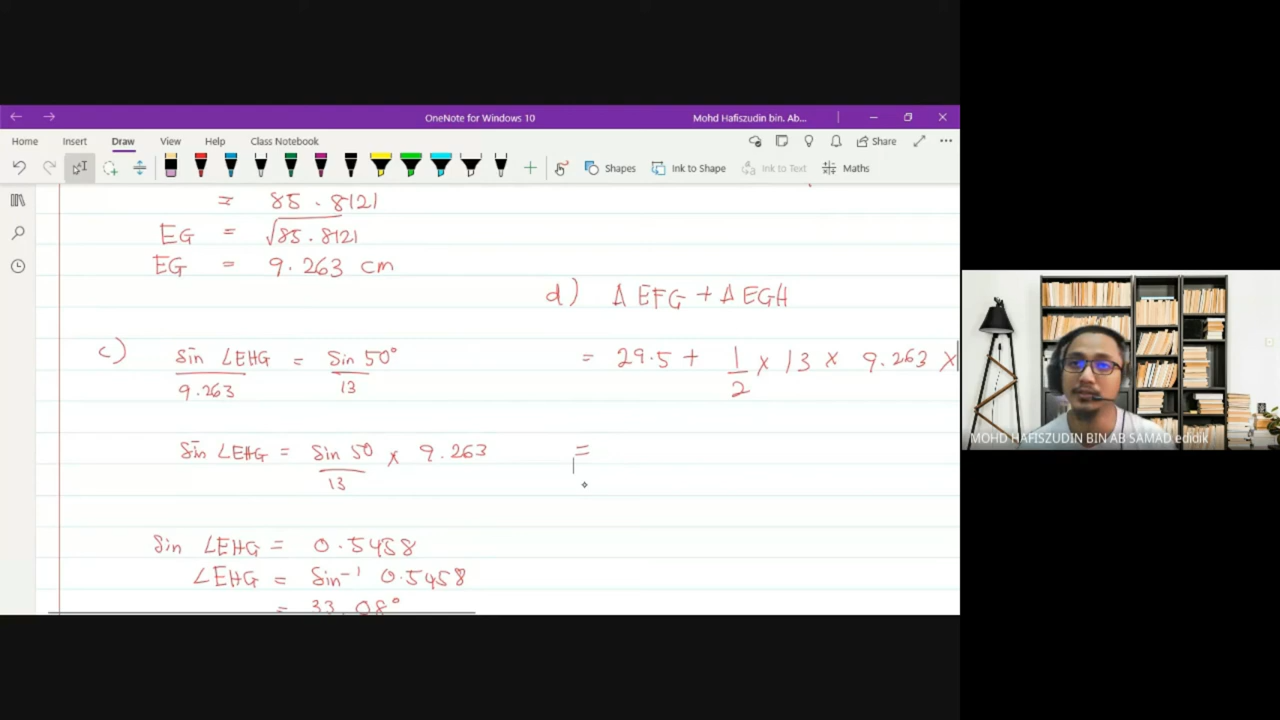 OneNote for Windows 10
Mohd Hafiszudin bin. Ab...
Home Insert Draw View Help Class Notebook
Share
Shapes Ink to Shape Ink to Text Maths
= 85.8121
EG = √85.8121
EG = 9.263 cm
c) Sin ∠EHG / 9.263 = Sin 50° / 13
Sin ∠EHG = Sin 50 / 13 × 9.263
Sin ∠EHG = 0.5458
∠EHG = Sin⁻¹ 0.5458
= 33.08°
d) Δ EFG + Δ EGH
= 29.5 + 1/2 × 13 × 9.263 ×
=
MOHD HAFISZUDIN BIN AB SAMAD edidik